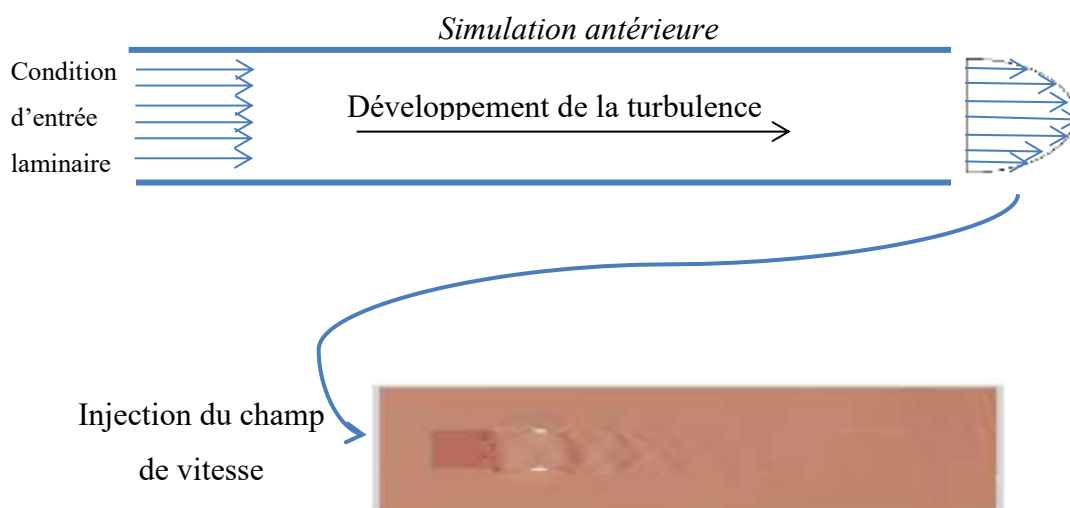 Simulation antérieure
Condition
d’entrée
laminaire
Développement de la turbulence
Injection du champ
de vitesse